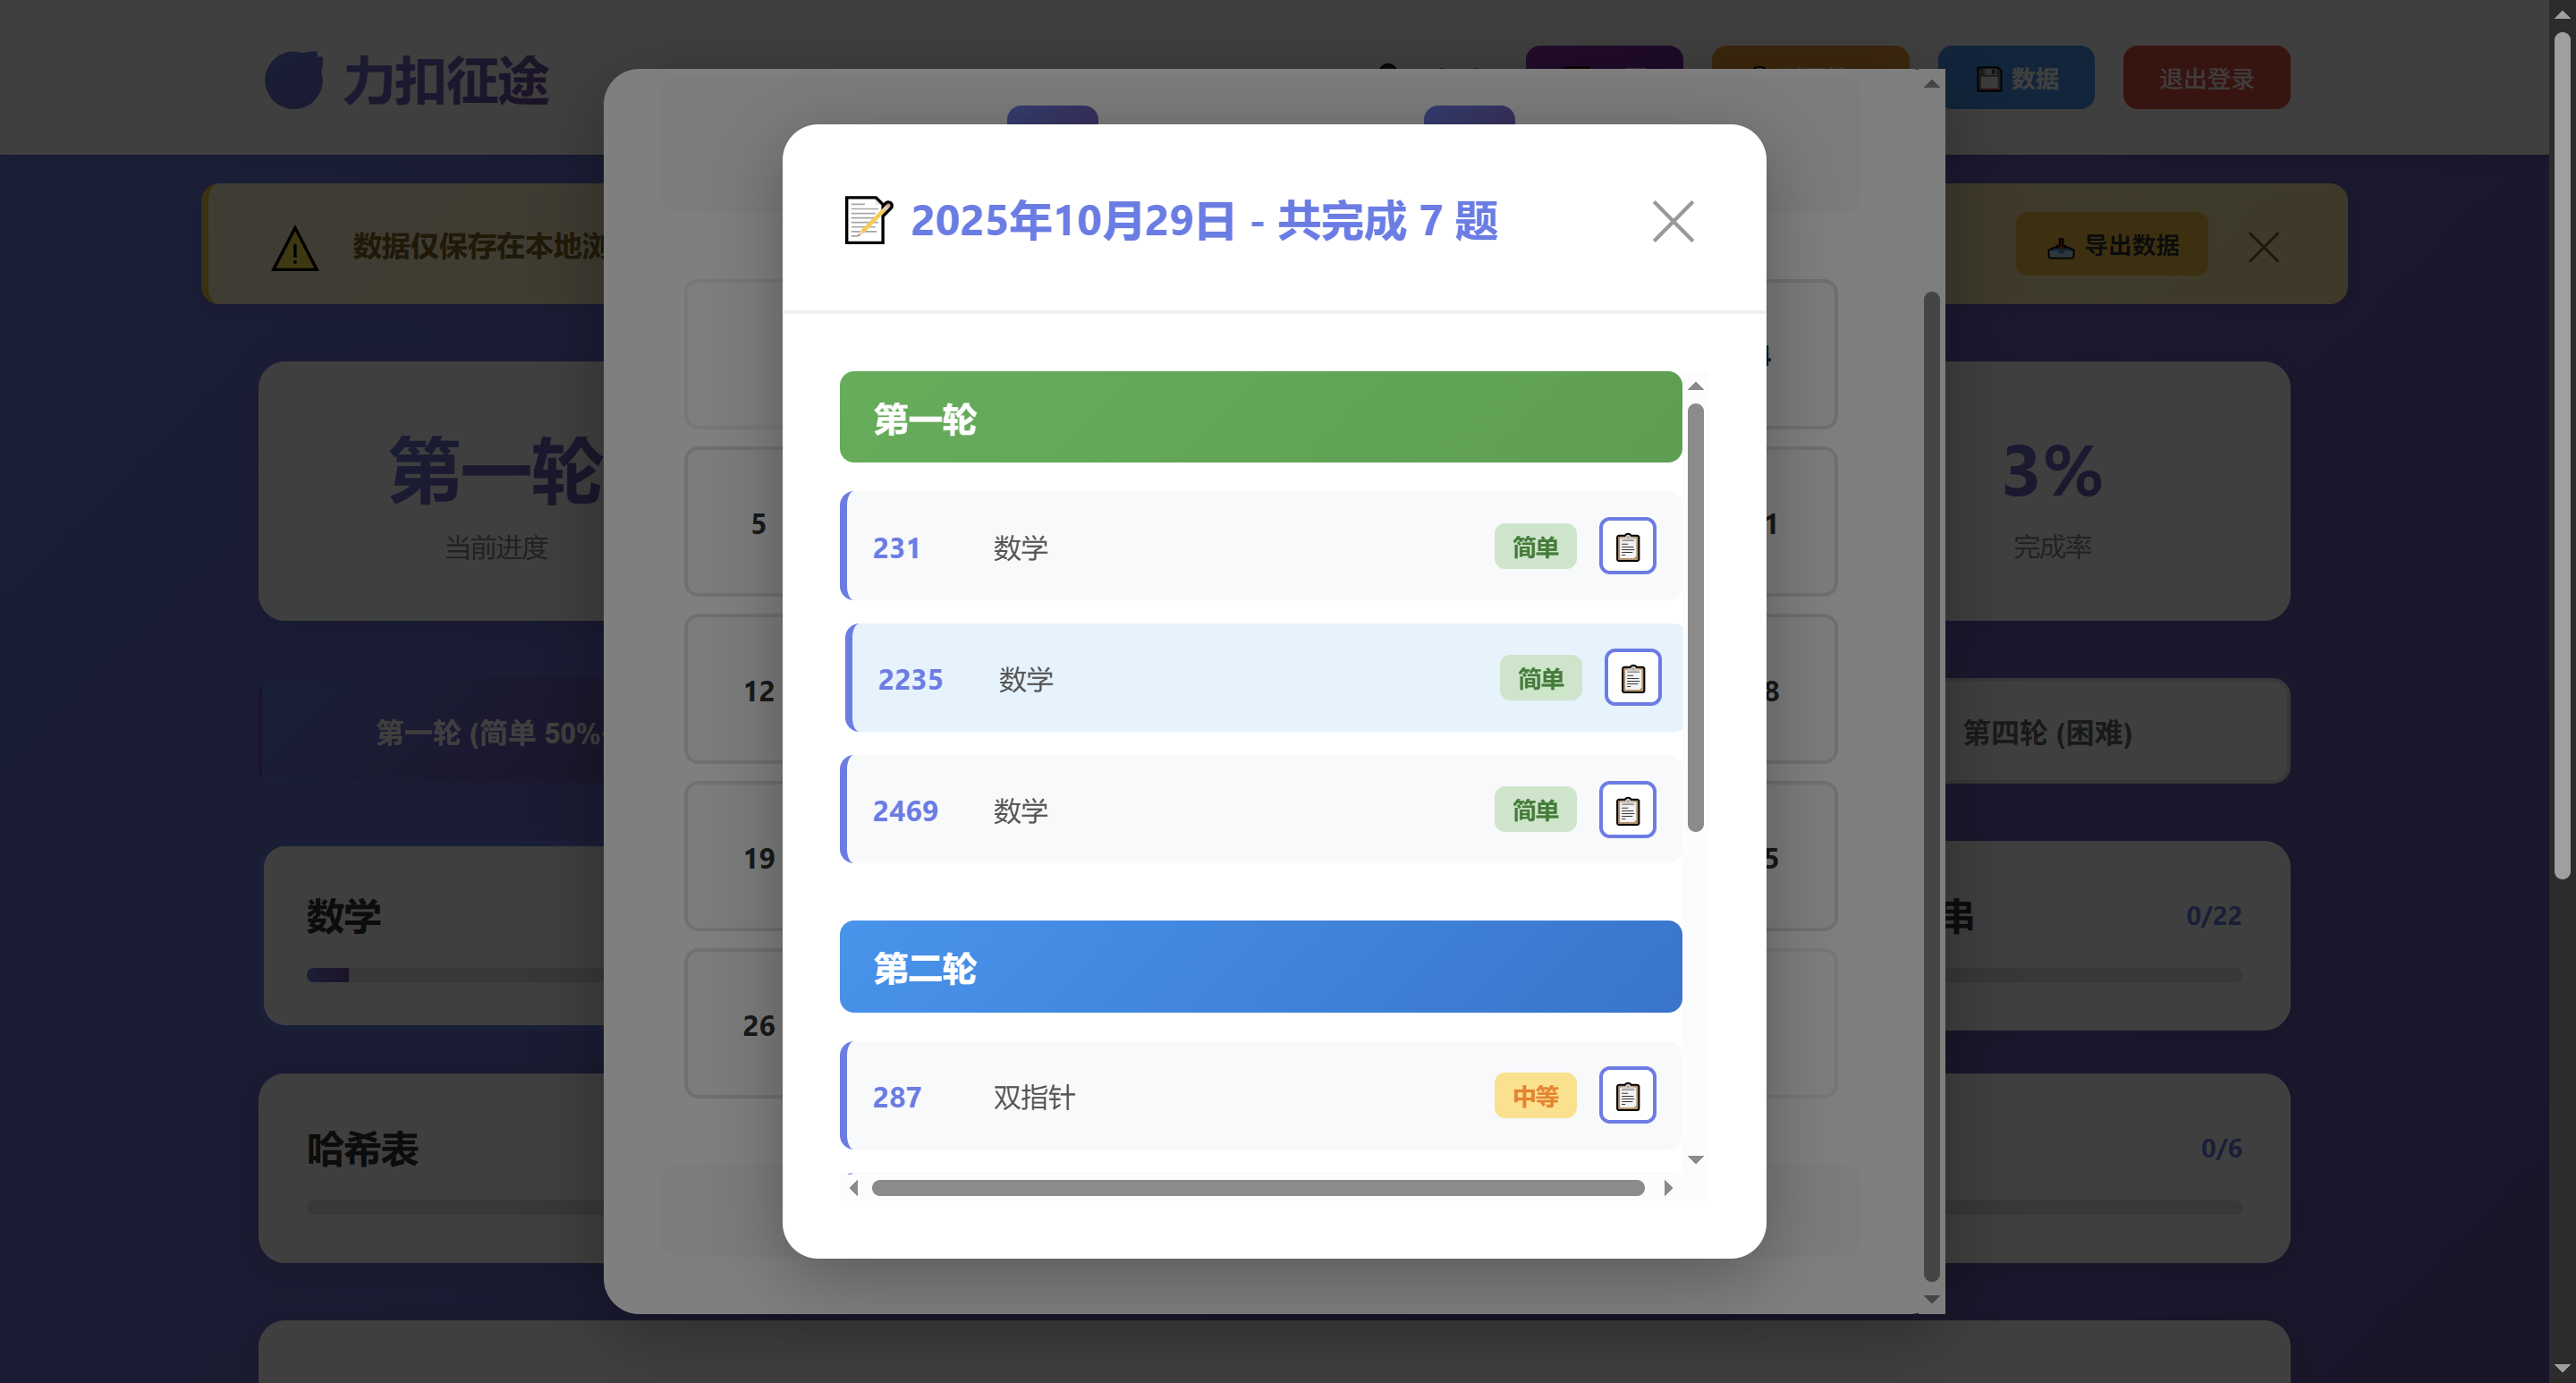 力扣征途
数据
退出登录
数据仅保存在本地浏
导出数据
第一轮
当前进度
3%
完成率
第一轮 (简单 50%
第四轮 (困难)
数学
串
0/22
哈希表
0/6
5
12
19
26
1
8
5
2025年10月29日 - 共完成 7 题
第一轮
231 数学 简单
2235 数学 简单
2469 数学 简单
第二轮
287 双指针 中等